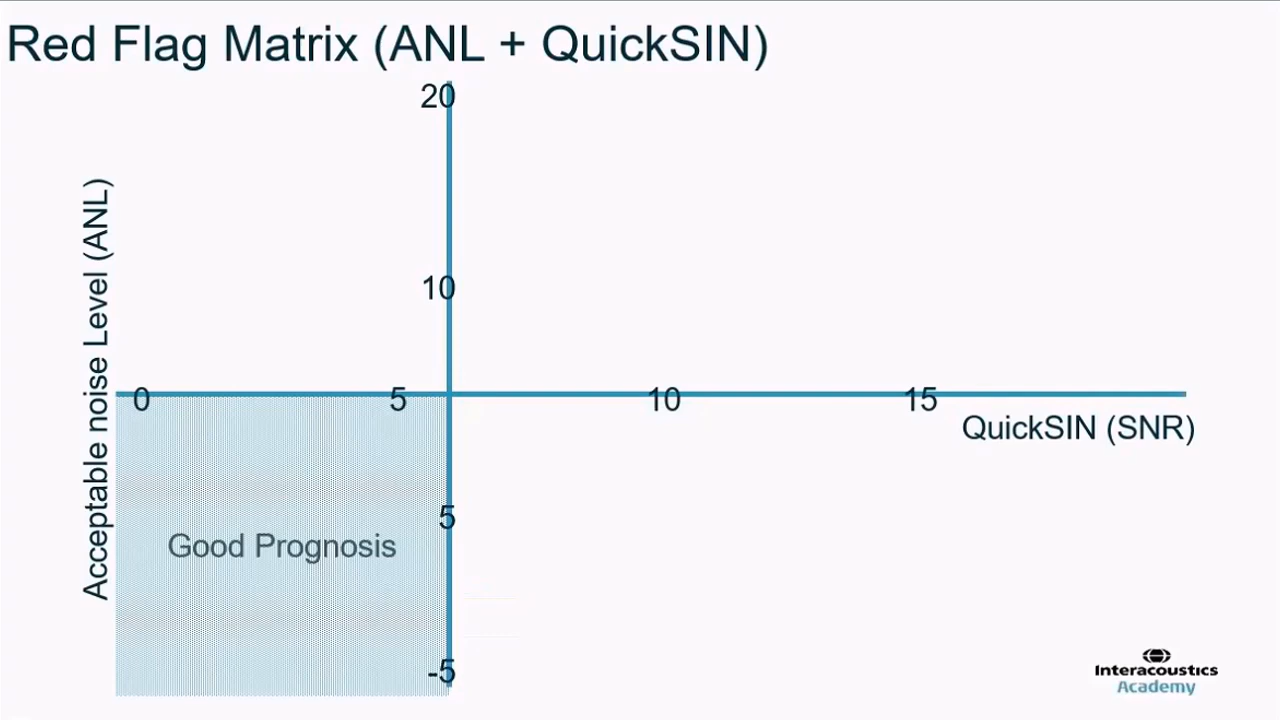 Red Flag Matrix (ANL + QuickSIN)
20
10
Acceptable noise Level (ANL)
0
5
10
15
QuickSIN (SNR)
5
Good Prognosis
-5
Interacoustics
Academy